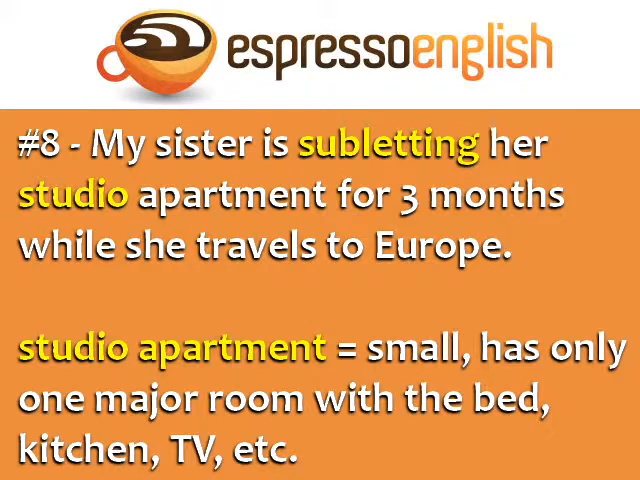 espressoenglish
#8 - My sister is subletting her
studio apartment for 3 months
while she travels to Europe.
studio apartment = small, has only
one major room with the bed,
kitchen, TV, etc.